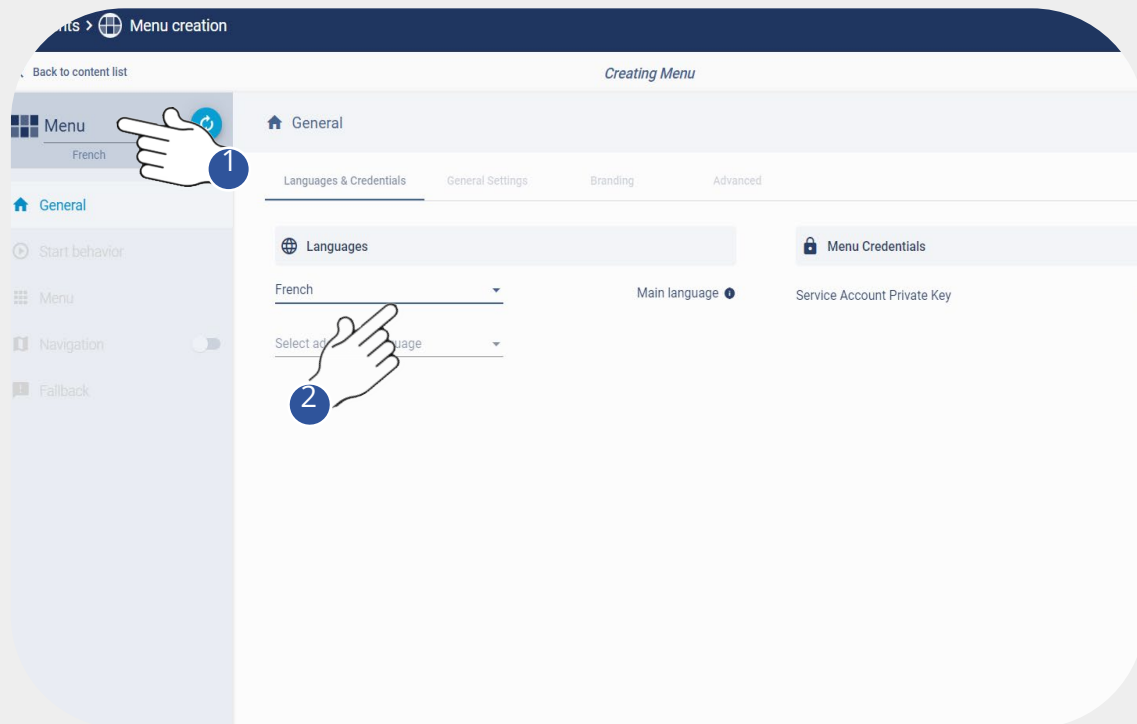 Menu creation
Back to content list
Creating Menu
Menu
French
1
General
Start behavior
Menu
Navigation
Fallback
General
Languages & Credentials
General Settings
Branding
Advanced
Languages
French
Main language
Select
2
Menu Credentials
Service Account Private Key